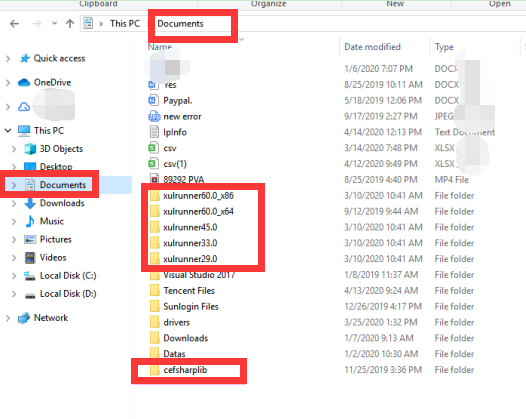 Clipboard Organize New Open
This PC > Documents
Name Date modified Type
Quick access
OneDrive
This PC
3D Objects
Desktop
Documents
Downloads
Music
Pictures
Videos
Local Disk (C:)
Local Disk (D:)
Network
1/6/2020 7:07 PM DOCX
Yes 8/25/2019 10:11 AM DOCX
Paypal. 5/18/2019 12:06 PM DOCX
new error 9/17/2019 2:27 PM JPEG
IpInfo 4/14/2020 12:13 PM Text Document
csv 3/14/2020 7:48 PM XLSX
csv(1) 4/12/2020 9:49 PM XLSX
89292 PVA 8/25/2019 4:40 PM MP4 File
xulrunner60.0_x86 3/10/2020 10:41 AM File folder
xulrunner60.0_x64 9/12/2019 9:44 AM File folder
xulrunner45.0 3/10/2020 10:41 AM File folder
xulrunner33.0 3/10/2020 10:41 AM File folder
xulrunner29.0 3/10/2020 10:41 AM File folder
Visual Studio 2017 1/8/2019 11:37 AM File folder
Tencent Files 4/13/2020 9:24 AM File folder
Sunlogin Files 12/26/2019 4:17 PM File folder
drivers 3/25/2020 1:32 PM File folder
Downloads 1/7/2020 9:13 AM File folder
Datas 1/2/2020 10:30 AM File folder
cefsharplib 11/25/2019 3:36 PM File folder